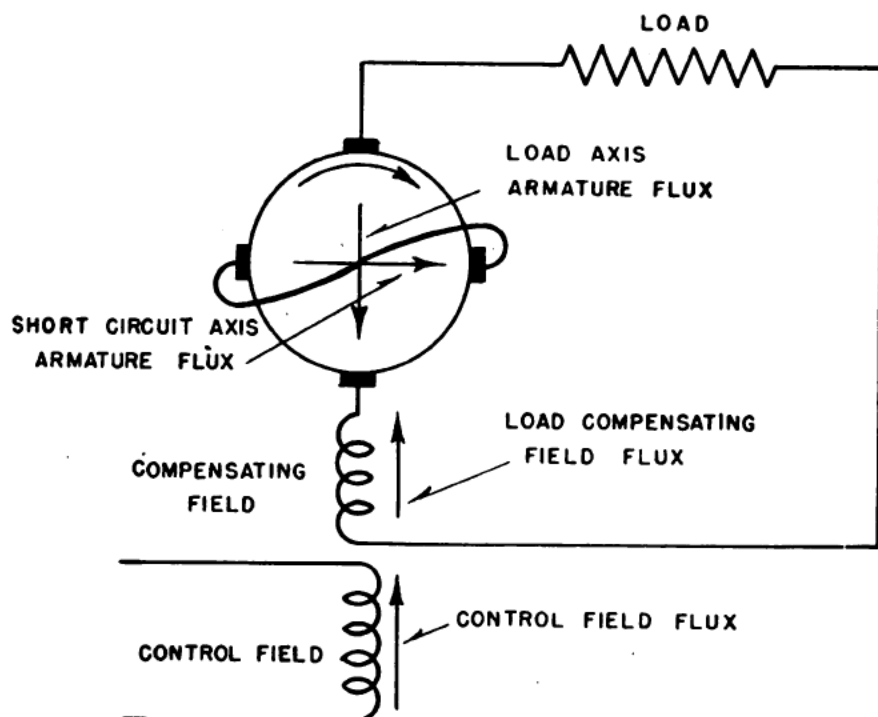 LOAD
LOAD AXIS
ARMATURE FLUX
SHORT CIRCUIT AXIS
ARMATURE FLUX
LOAD COMPENSATING
FIELD FLUX
COMPENSATING
FIELD
CONTROL FIELD FLUX
CONTROL FIELD